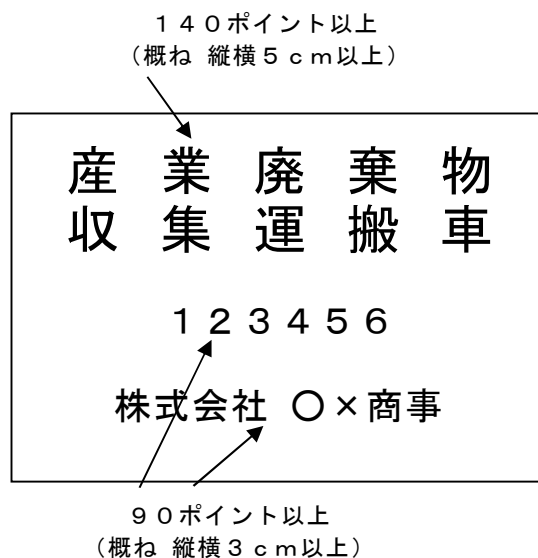 １４０ポイント以上
（概ね 縦横５ｃｍ以上）
産 業 廃 棄 物
収 集 運 搬 車
１２３４５６
株式会社 〇×商事
９０ポイント以上
（概ね 縦横３ｃｍ以上）